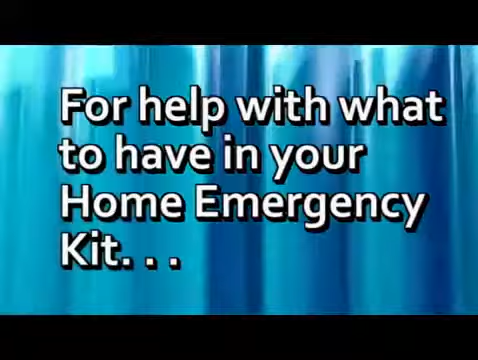 For help with what
to have in your
Home Emergency
Kit. . .